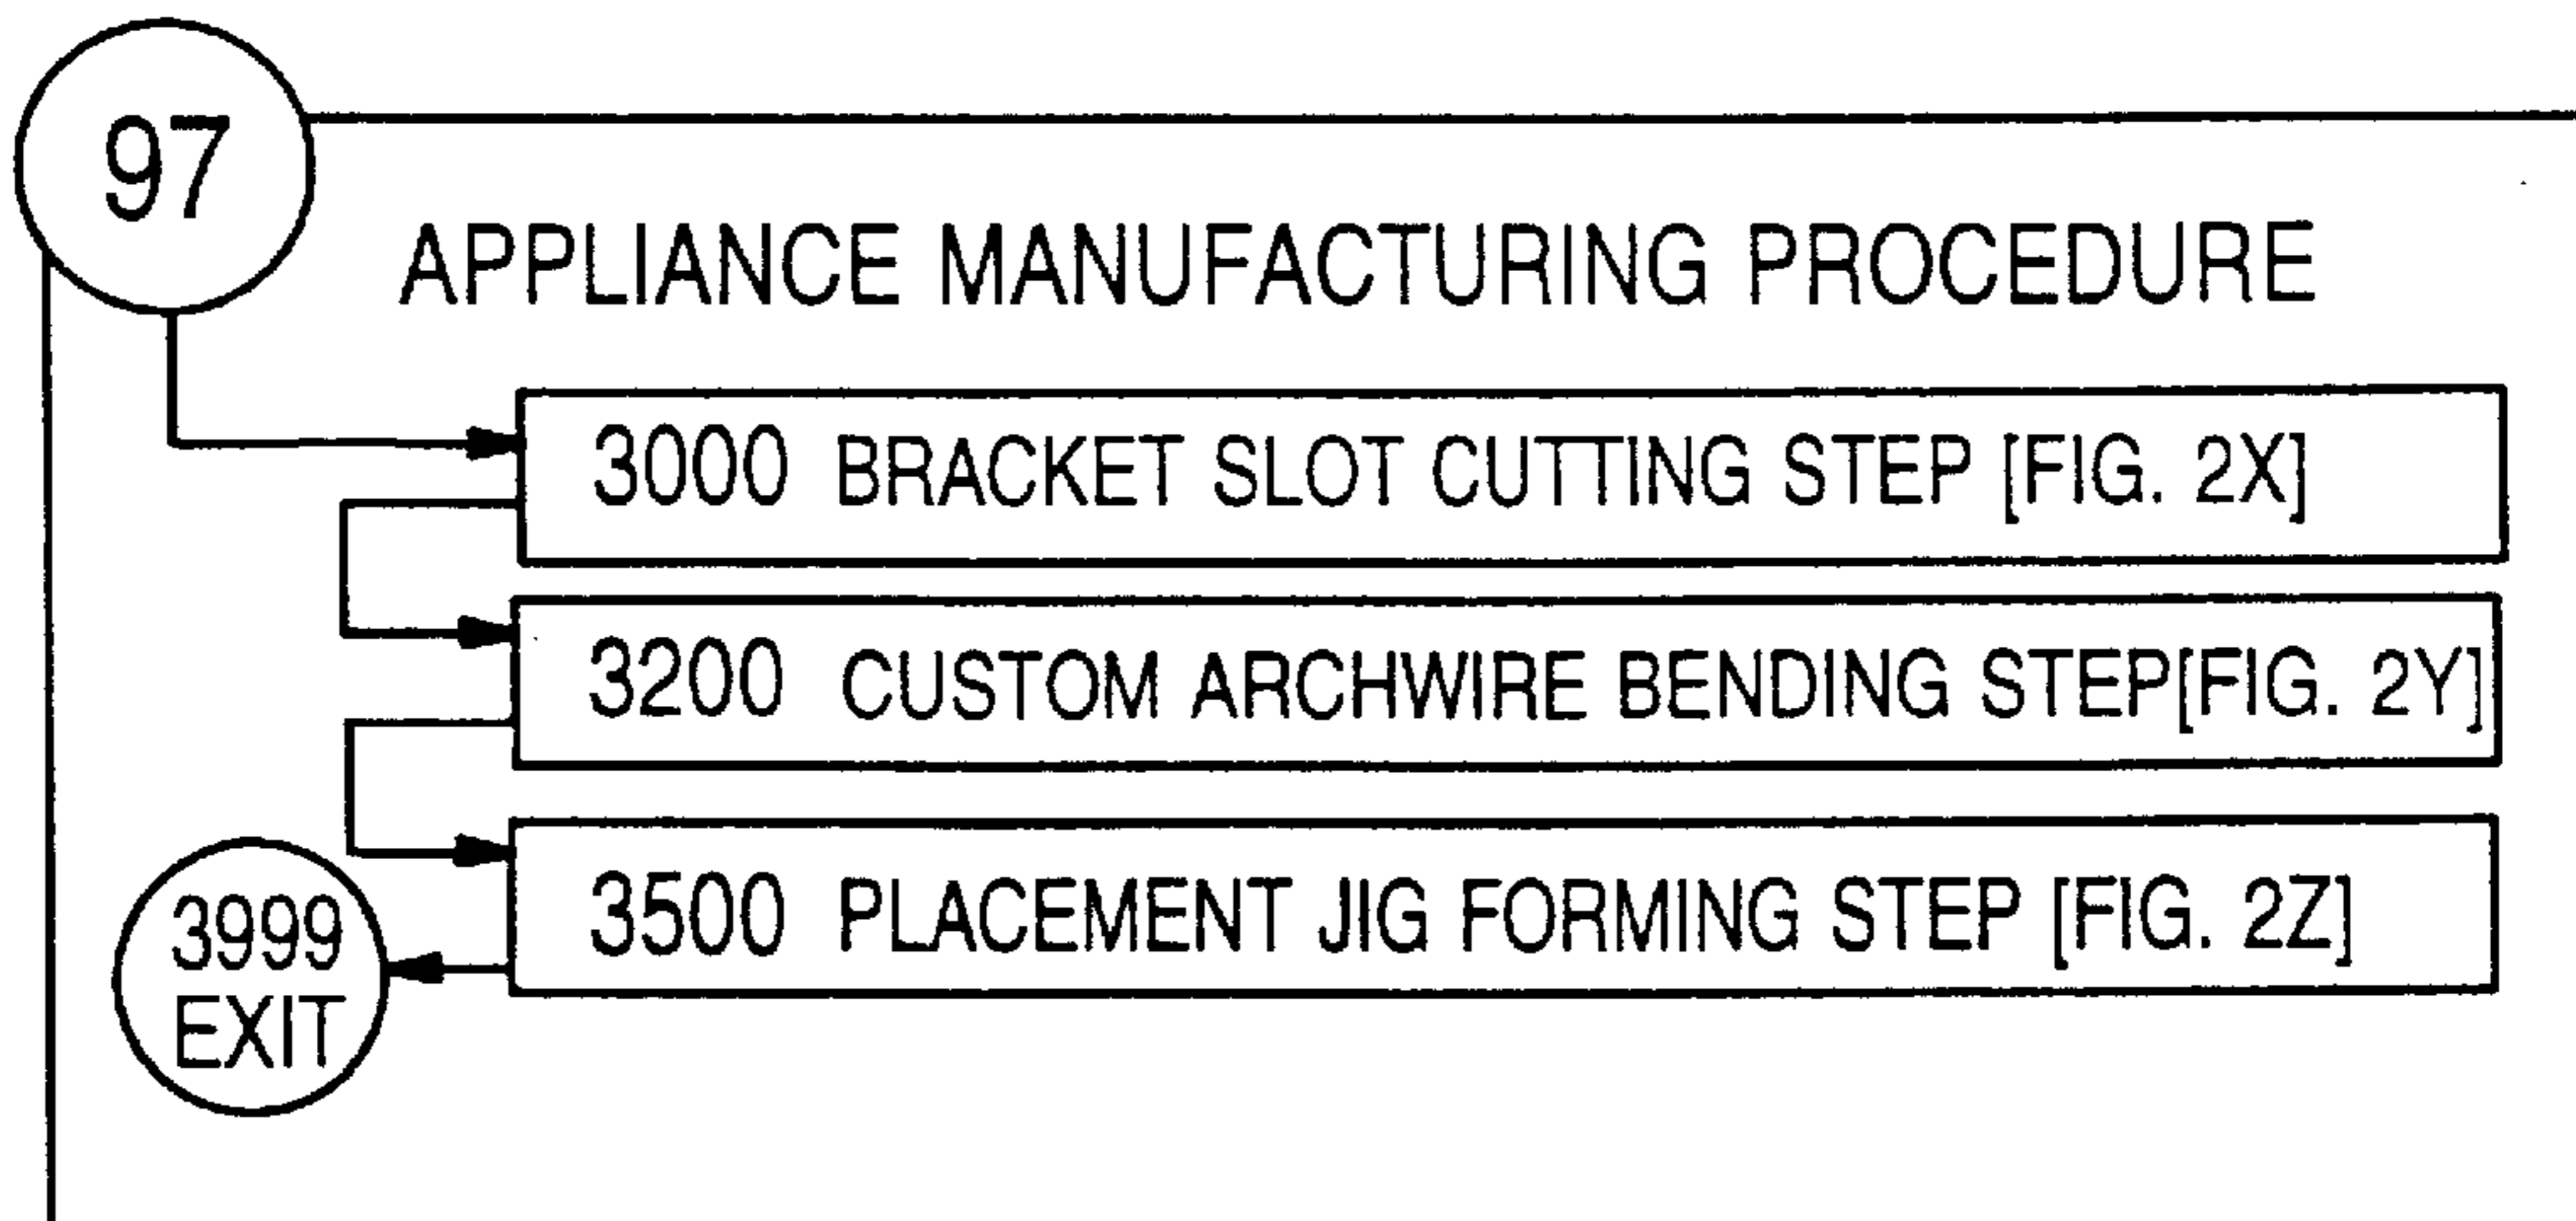 97
APPLIANCE MANUFACTURING PROCEDURE
3000 BRACKET SLOT CUTTING STEP [FIG. 2X]
3200 CUSTOM ARCHWIRE BENDING STEP[FIG. 2Y]
3500 PLACEMENT JIG FORMING STEP [FIG. 2Z]
3999
EXIT